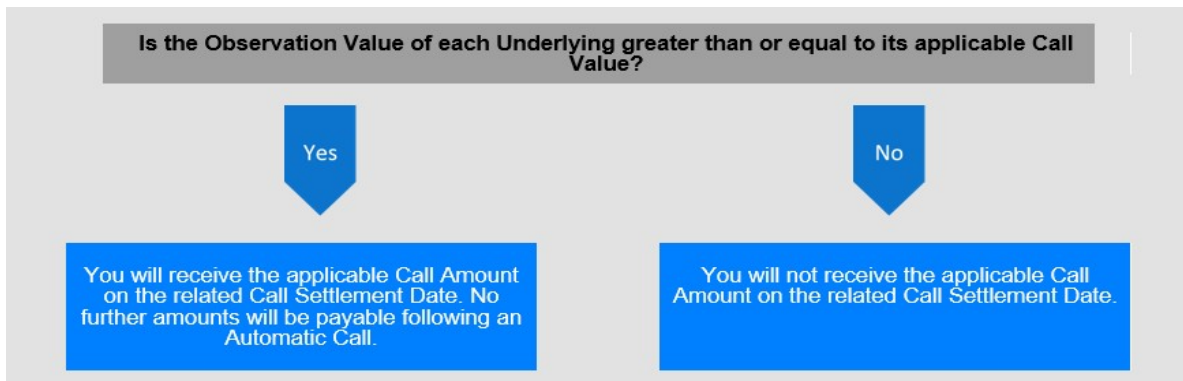 Is the Observation Value of each Underlying greater than or equal to its applicable Call
Value?
Yes
No
You will receive the applicable Call Amount
on the related Call Settlement Date. No
further amounts will be payable following an
Automatic Call.
You will not receive the applicable Call
Amount on the related Call Settlement Date.